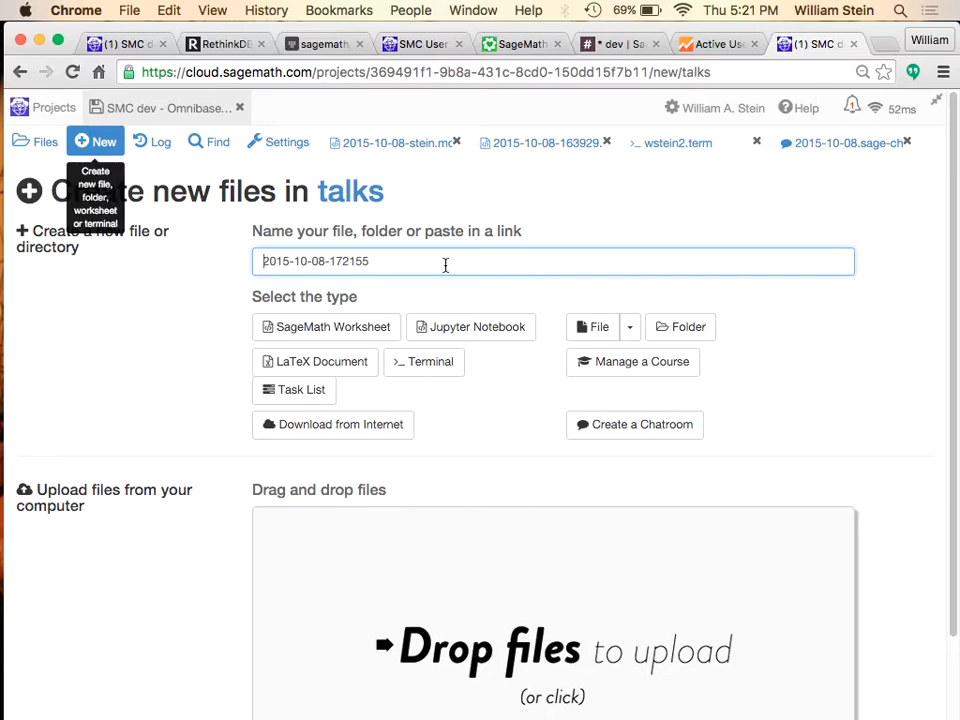 Chrome File Edit View History Bookmarks People Window Help 69% Thu 5:21 PM William Stein
(1) SMC d RethinkDB sagemath. SMC User SageMath * dev | Sa Active Use (1) SMC d William
https://cloud.sagemath.com/projects/369491f1-9b8a-431c-8cd0-150dd15f7b11/new/talks
Projects SMC dev - Omnibase... William A. Stein Help 1 52ms
Files New Log Find Settings 2015-10-08-stein.mc 2015-10-08-163929. wstein2.term 2015-10-08.sage-ch
Create new file, folder, worksheet or terminal
Create new files in talks
Create a new file or directory
Name your file, folder or paste in a link
2015-10-08-172155
Select the type
SageMath Worksheet Jupyter Notebook File Folder
LaTeX Document Terminal Manage a Course
Task List
Download from Internet Create a Chatroom
Upload files from your computer
Drag and drop files
Drop files to upload
(or click)